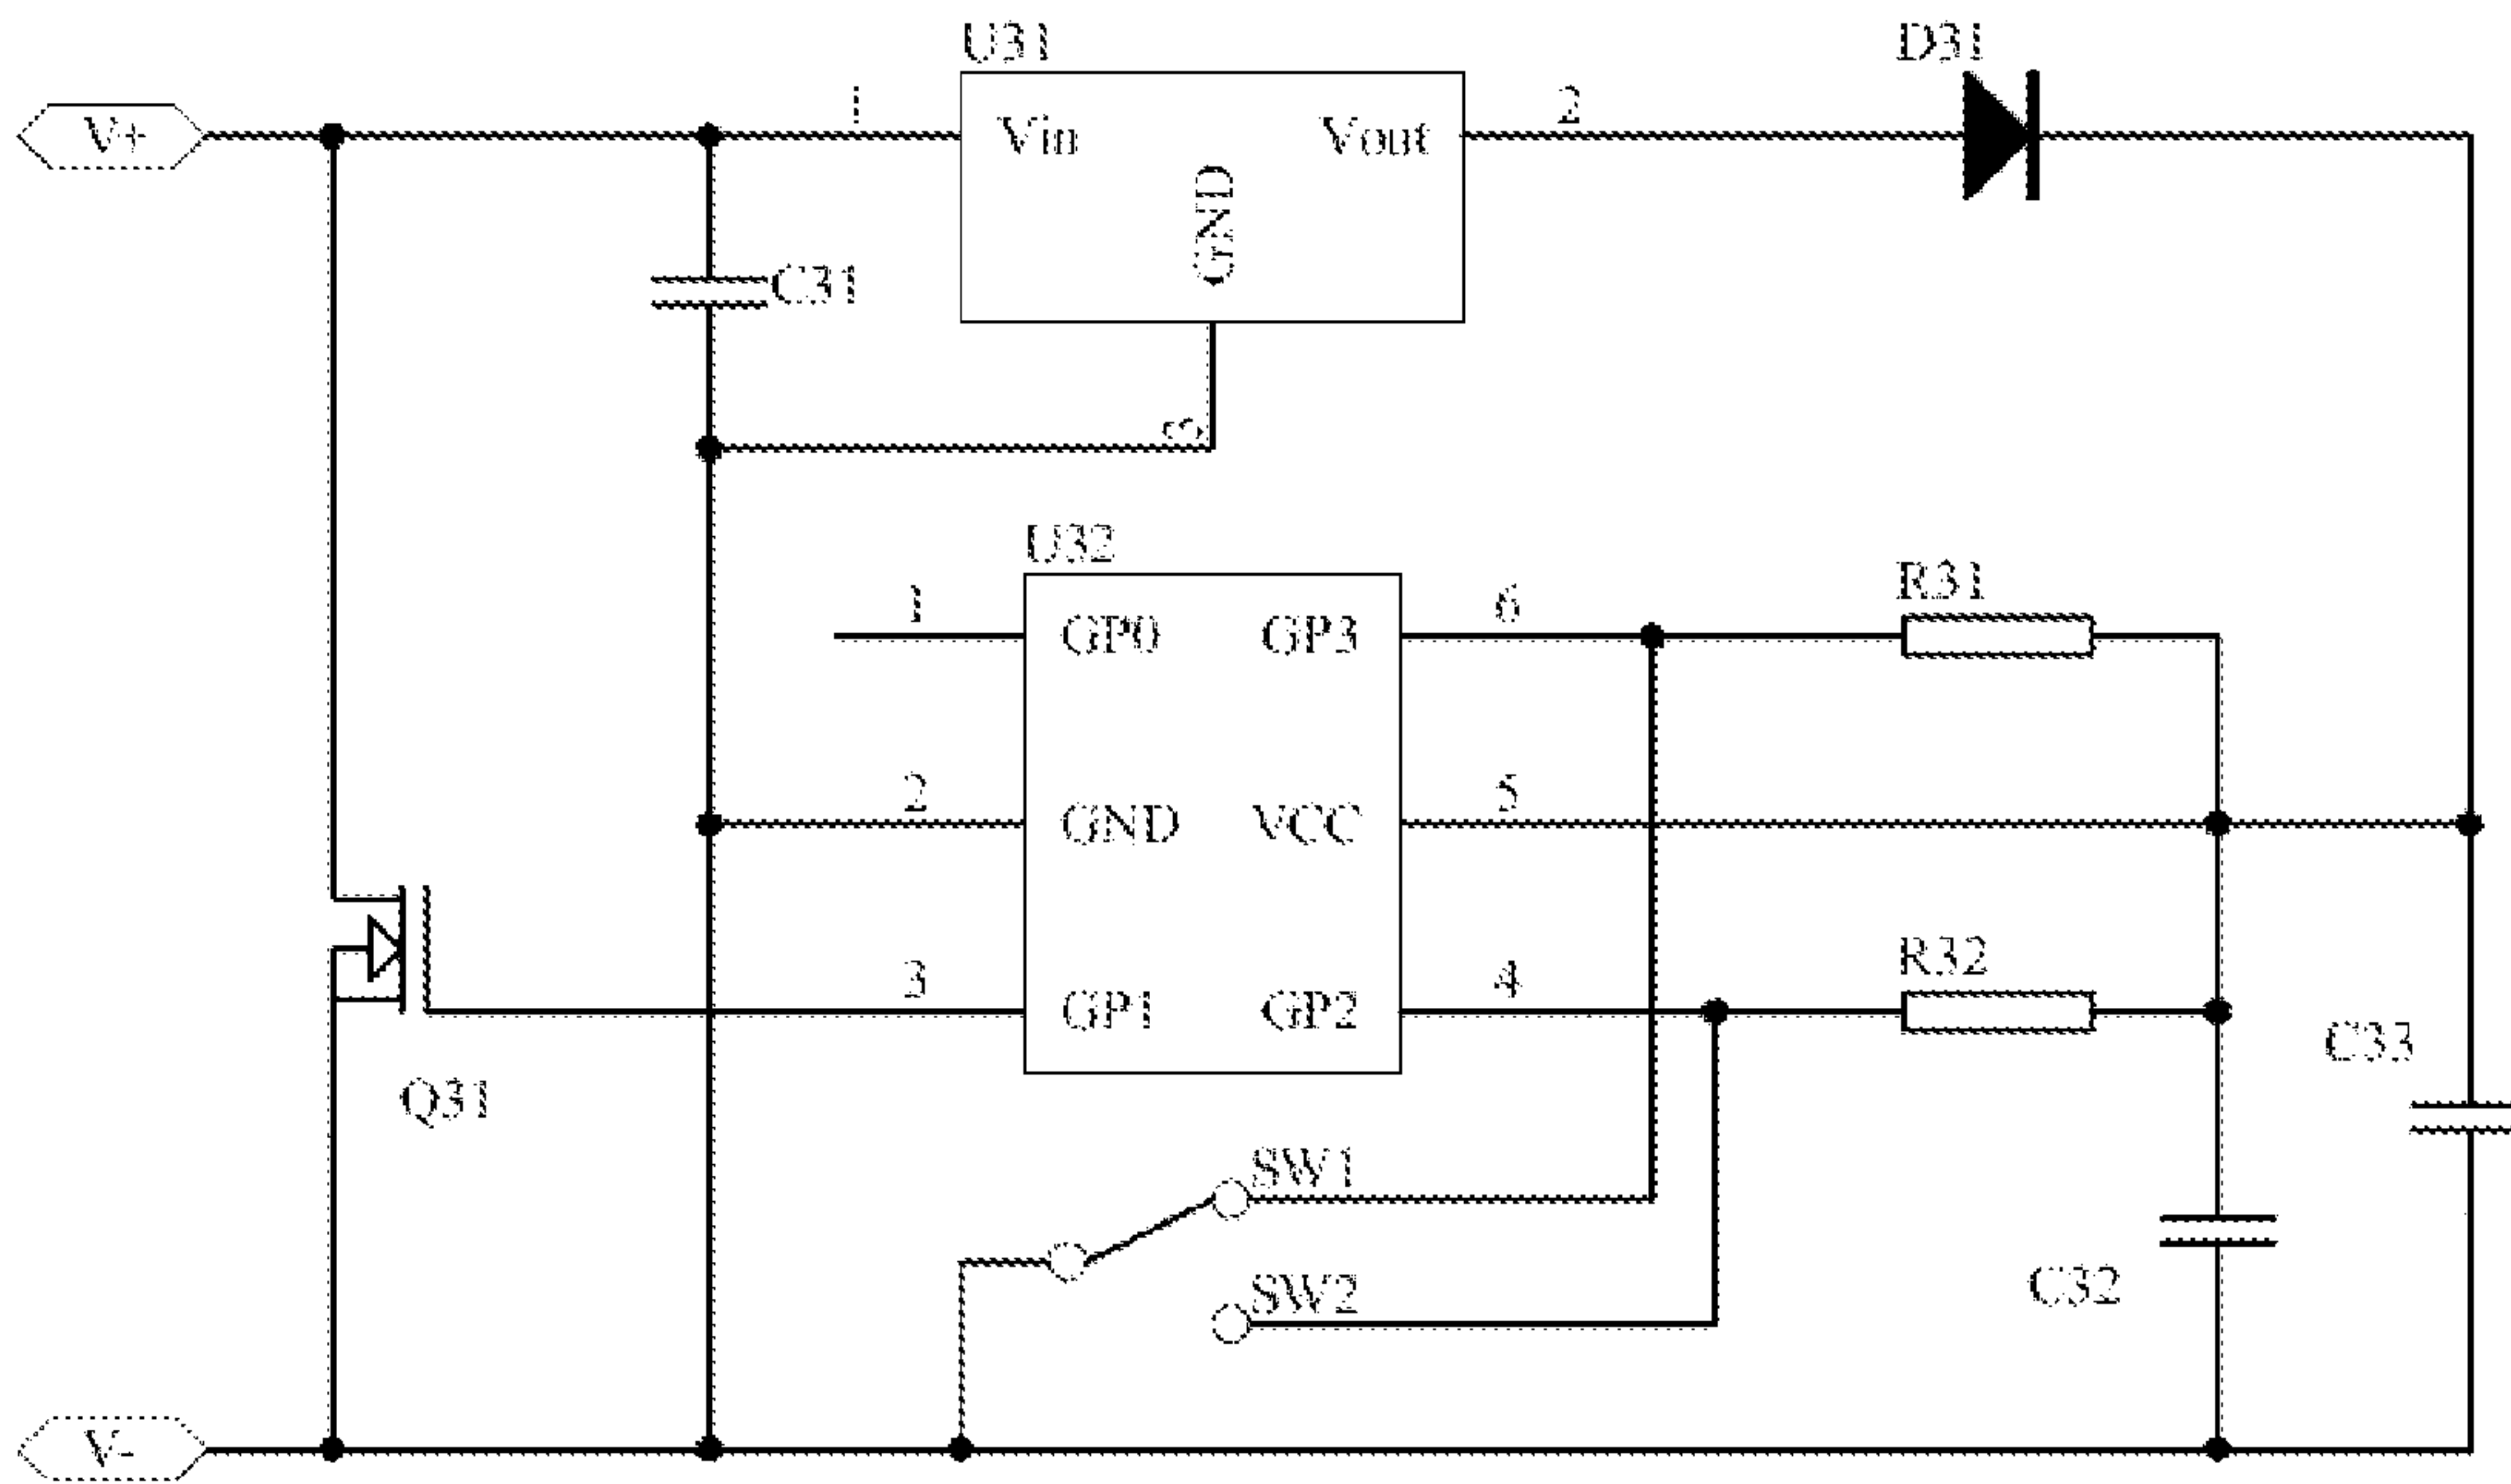 U31
D31
V+
1
Vin
Vout
2
GND
C31
3
U32
1
GP0
GP3
6
R31
2
GND
VCC
5
3
GP1
GP2
4
R32
C33
Q31
SW1
SW2
C32
V-